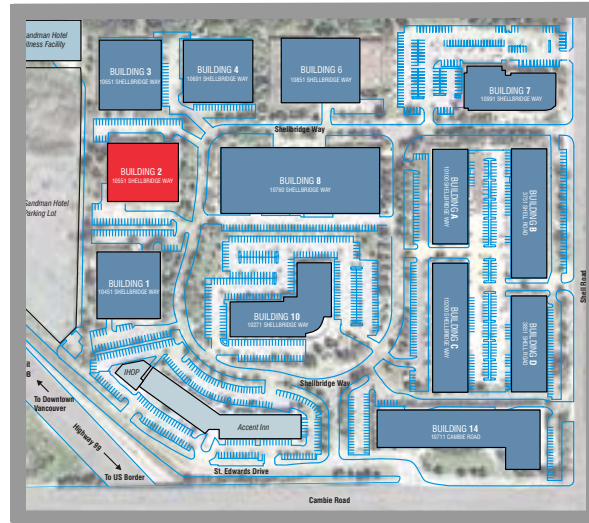 andman Hotel
itness Facility
BUILDING 3
10651 SHELLBRIDGE WAY
BUILDING 4
10691 SHELLBRIDGE WAY
BUILDING 6
10851 SHELLBRIDGE WAY
BUILDING 7
10991 SHELLBRIDGE WAY
Shellbridge Way
BUILDING 2
10551 SHELLBRIDGE WAY
BUILDING 8
10760 SHELLBRIDGE WAY
BUILDING A
10100 SHELLBRIDGE WAY
BUILDING B
3751 SHELL ROAD
Sandman Hotel
Parking Lot
BUILDING 1
10451 SHELLBRIDGE WAY
Shell Road
BUILDING 10
10271 SHELLBRIDGE WAY
BUILDING C
10200 SHELLBRIDGE WAY
BUILDING D
3851 SHELL ROAD
IHOP
Shellbridge Way
To Downtown
Vancouver
Accent Inn
BUILDING 14
10711 CAMBIE ROAD
Highway 99
To US Border
St. Edwards Drive
Cambie Road